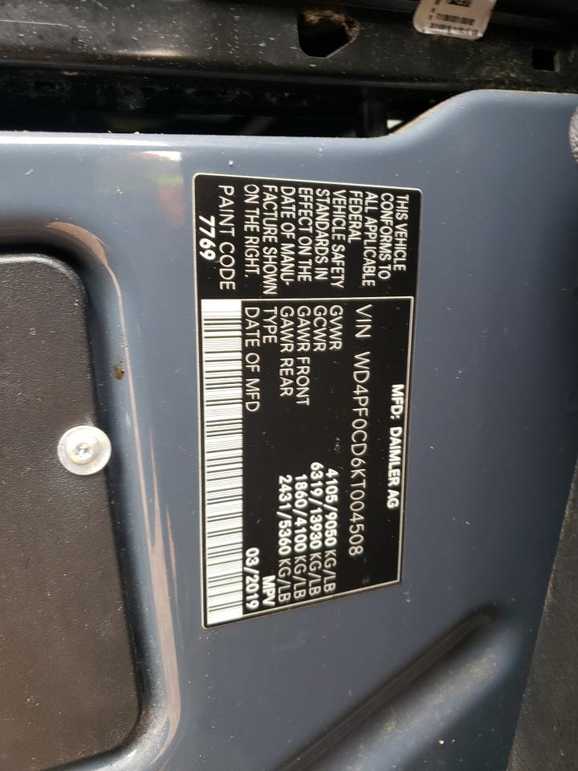 THIS VEHICLE
CONFORMS TO
ALL APPLICABLE
FEDERAL
VEHICLE SAFETY
STANDARDS IN
EFFECT ON THE
DATE OF MANU-
FACTURE SHOWN
ON THE RIGHT.
PAINT CODE
7769
MFD: DAIMLER AG
VIN WD4PF0CD6KT004508
GVWR 4105/9050 KG/LB
GCWR 6319/13930 KG/LB
GAWR FRONT 1860/4100 KG/LB
GAWR REAR 2431/5360 KG/LB
TYPE MPV
DATE OF MFD 03/2019